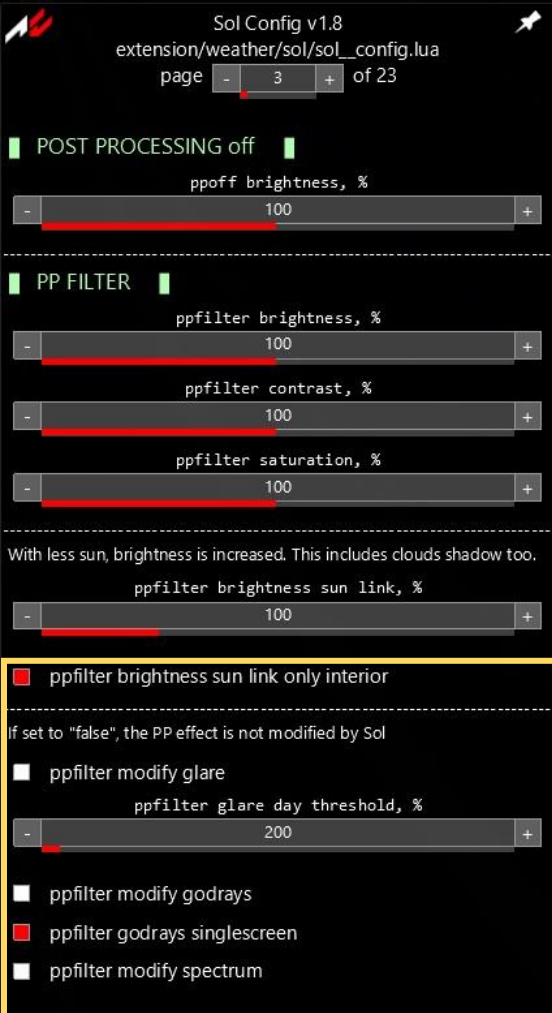 Sol Config v1.8
extension/weather/sol/sol__config.lua
page - 3 + of 23
POST PROCESSING off
ppoff brightness, %
- 100 +
PP FILTER
ppfilter brightness, %
- 100 +
ppfilter contrast, %
- 100 +
ppfilter saturation, %
- 100 +
With less sun, brightness is increased. This includes clouds shadow too.
ppfilter brightness sun link, %
- 100 +
ppfilter brightness sun link only interior
If set to "false", the PP effect is not modified by Sol
ppfilter modify glare
ppfilter glare day threshold, %
- 200 +
ppfilter modify godrays
ppfilter godrays singlescreen
ppfilter modify spectrum